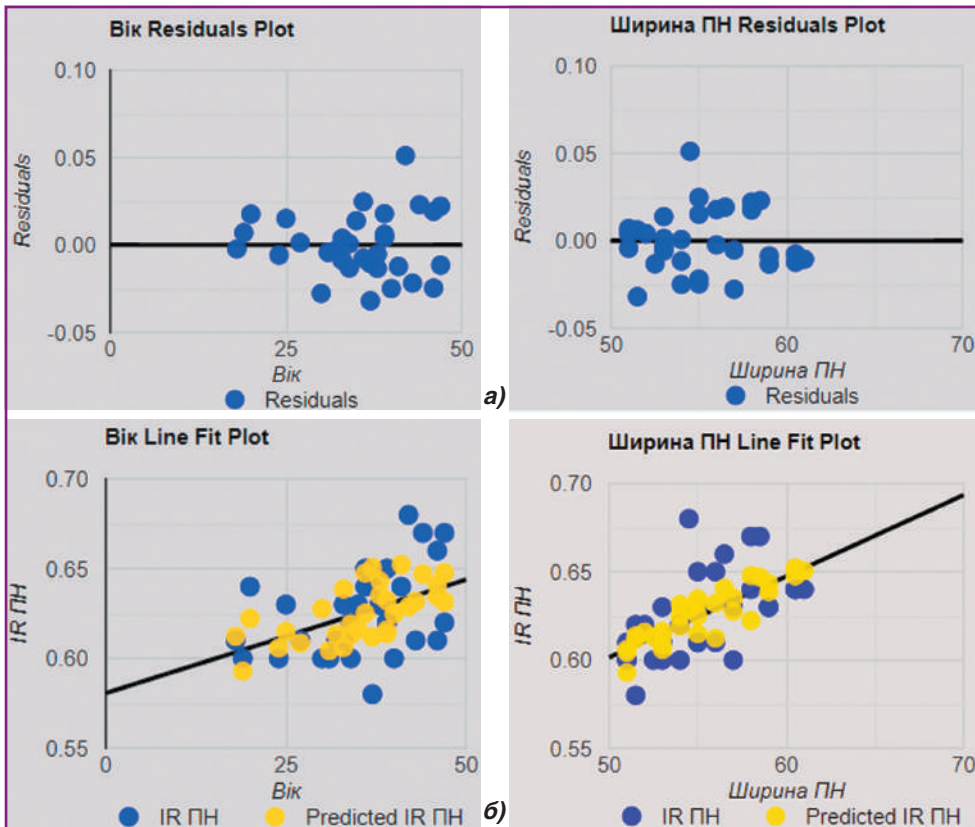 Вік Residuals Plot
0.10
0.05
0.00
-0.05
Residuals
0
25
50
Вік
Residuals
Ширина ПН Residuals Plot
0.10
0.05
0.00
-0.05
Residuals
50
60
70
Ширина ПН
Residuals
а)
Вік Line Fit Plot
0.70
0.65
0.60
0.55
IR ПН
0
25
50
Вік
IR ПН Predicted IR ПН
Ширина ПН Line Fit Plot
0.70
0.65
0.60
0.55
IR ПН
50
60
70
Ширина ПН
IR ПН Predicted IR ПН
б)